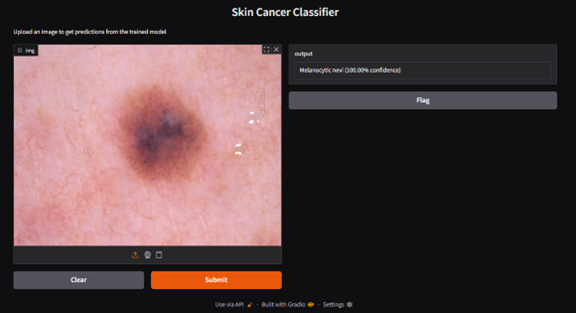 Skin Cancer Classifier
Upload an image to get predictions from the trained model
img
output
Melanocytic nevi (100.00% confidence)
Flag
Clear
Submit
Use via API · Built with Gradio · Settings